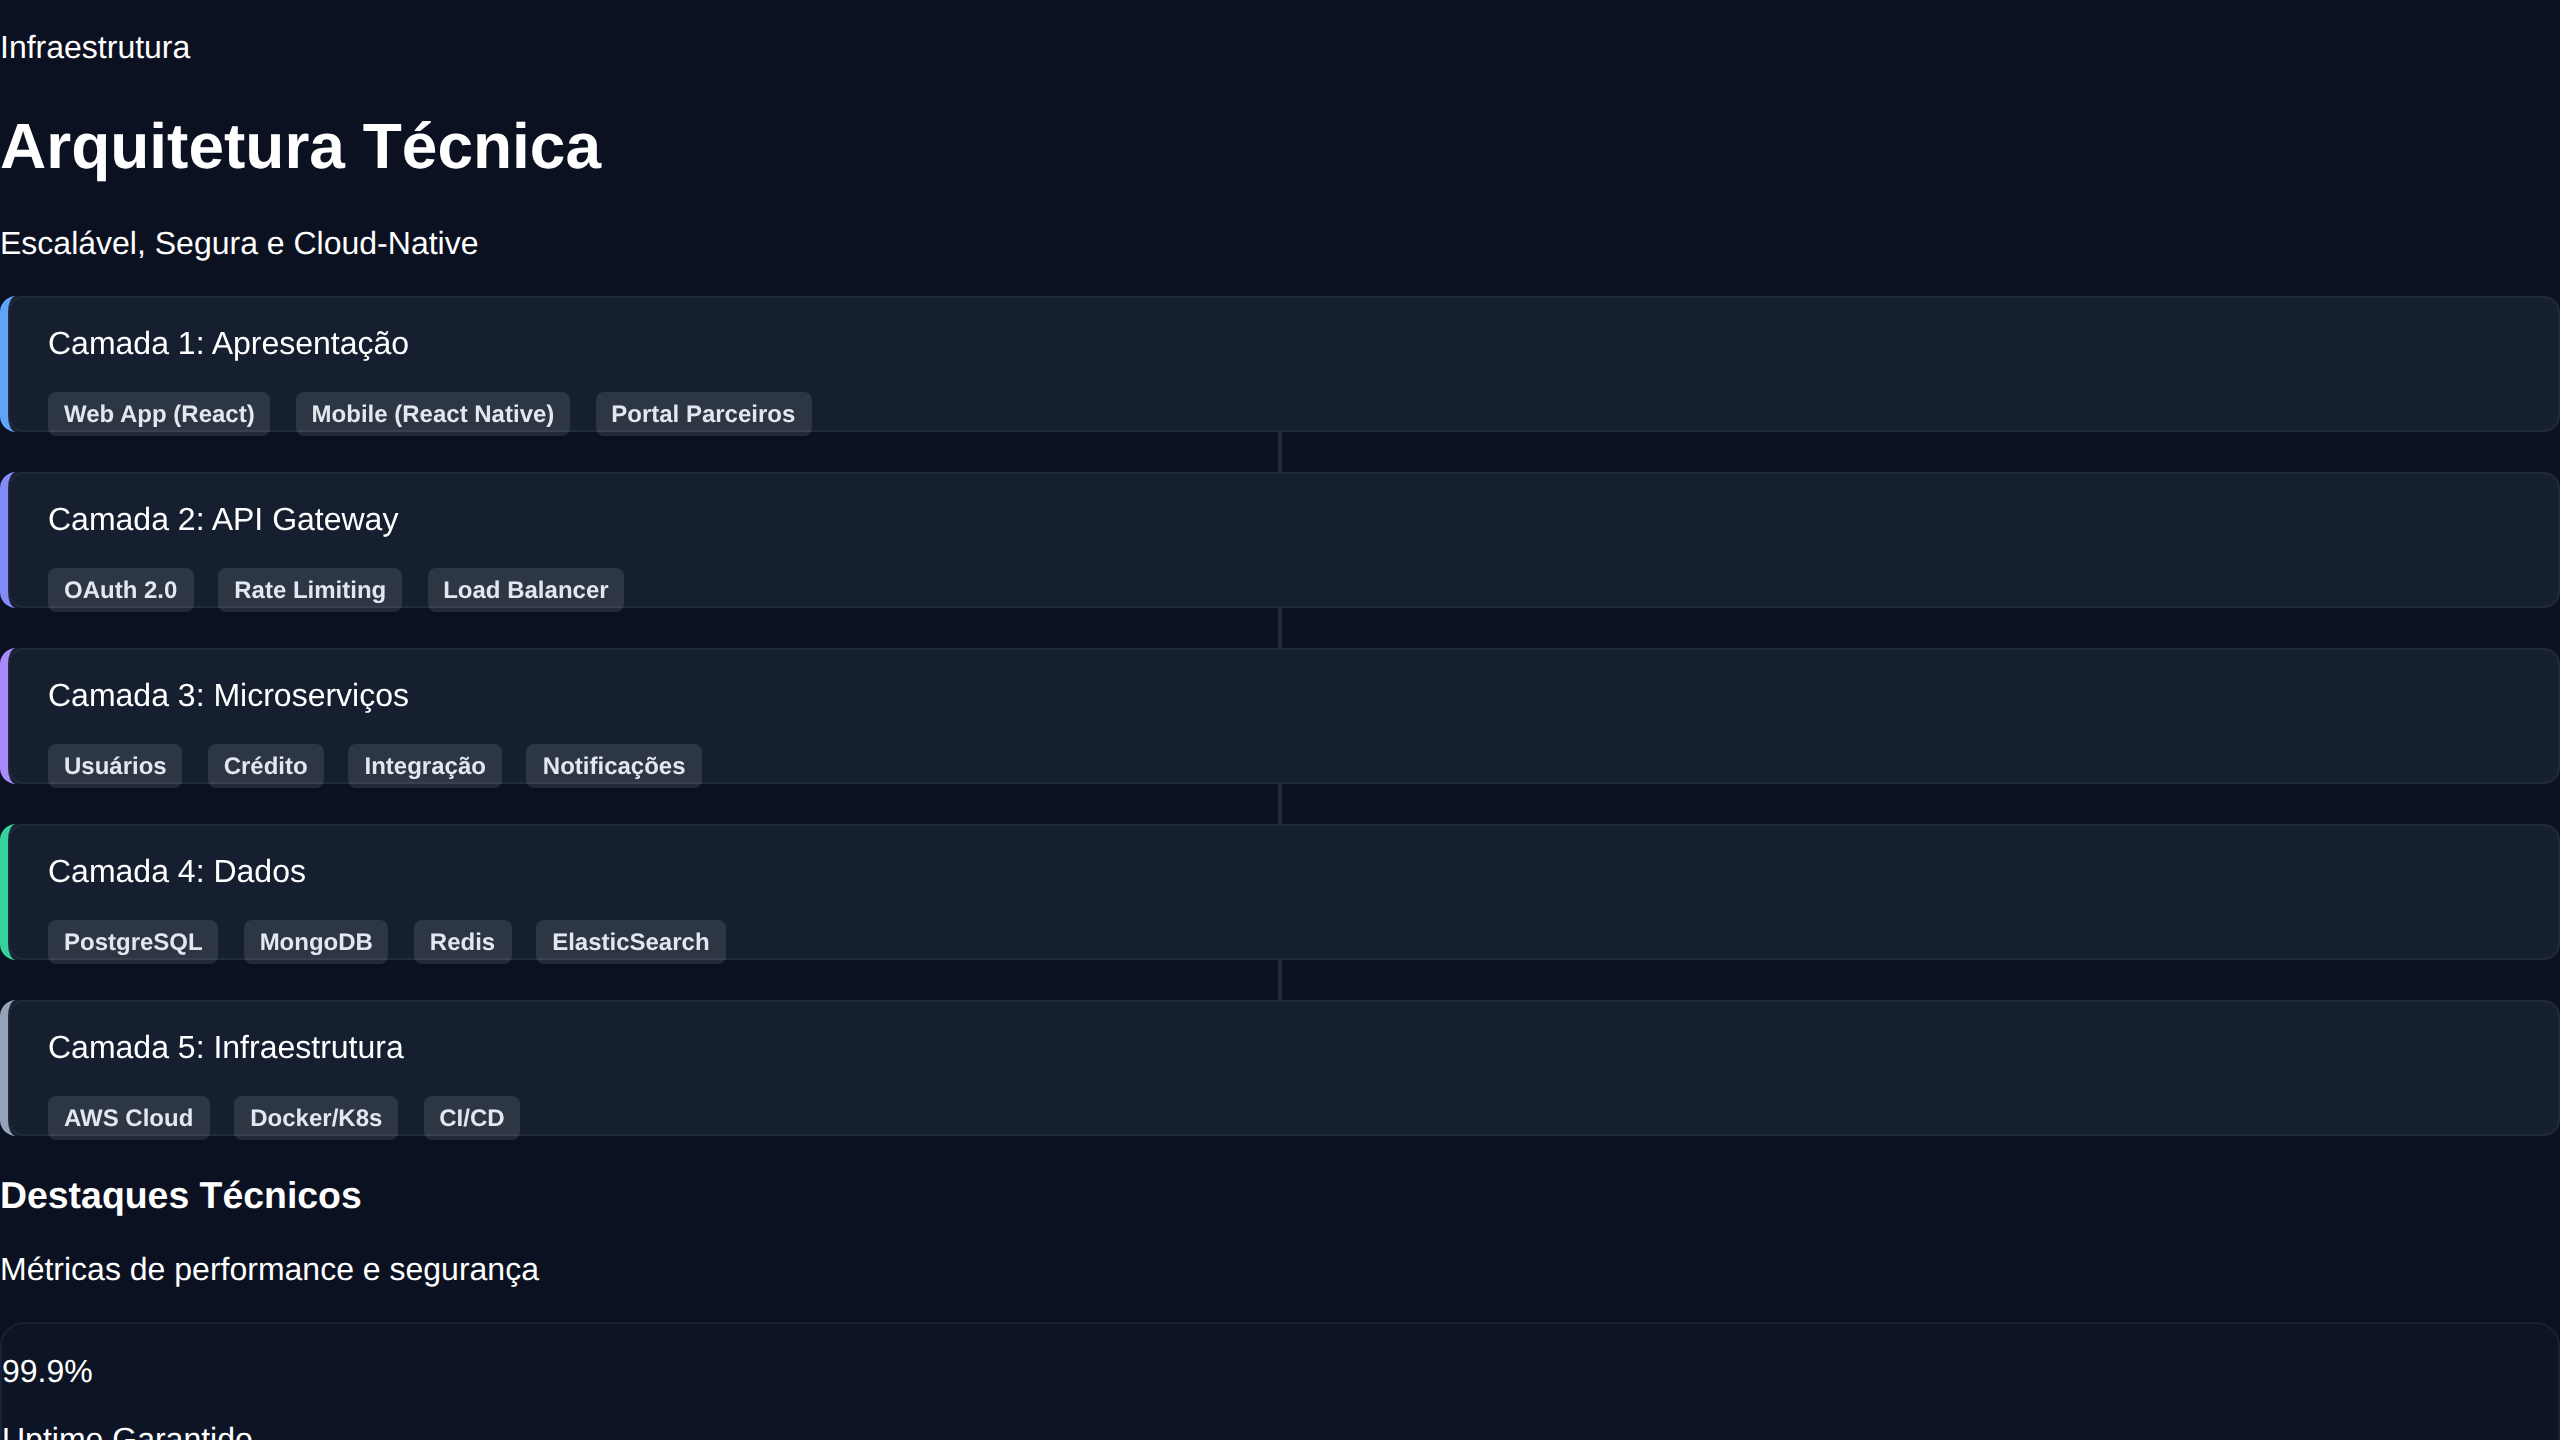 Infraestrutura
Arquitetura Técnica
Escalável, Segura e Cloud-Native
Camada 1: Apresentação
Web App (React) Mobile (React Native) Portal Parceiros
Camada 2: API Gateway
OAuth 2.0 Rate Limiting Load Balancer
Camada 3: Microserviços
Usuários Crédito Integração Notificações
Camada 4: Dados
PostgreSQL MongoDB Redis ElasticSearch
Camada 5: Infraestrutura
AWS Cloud Docker/K8s CI/CD
Destaques Técnicos
Métricas de performance e segurança
99.9%
Uptime Garantido